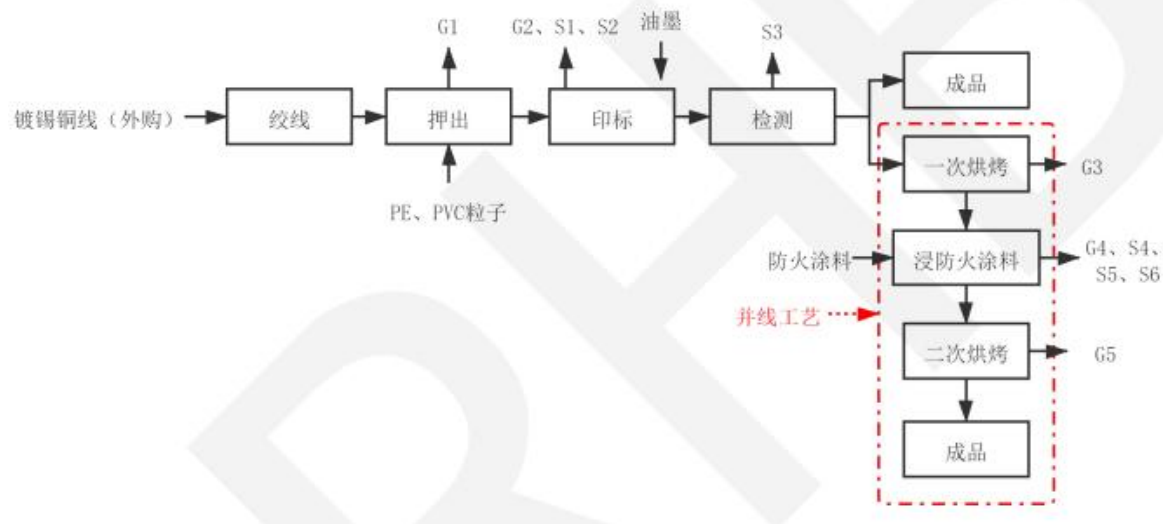 G1
G2、S1、S2
油墨
S3
成品
镀锡铜线（外购）
绞线
押出
印标
检测
一次烘烤
G3
PE、PVC粒子
防火涂料
浸防火涂料
G4、S4、
S5、S6
并线工艺
二次烘烤
G5
成品